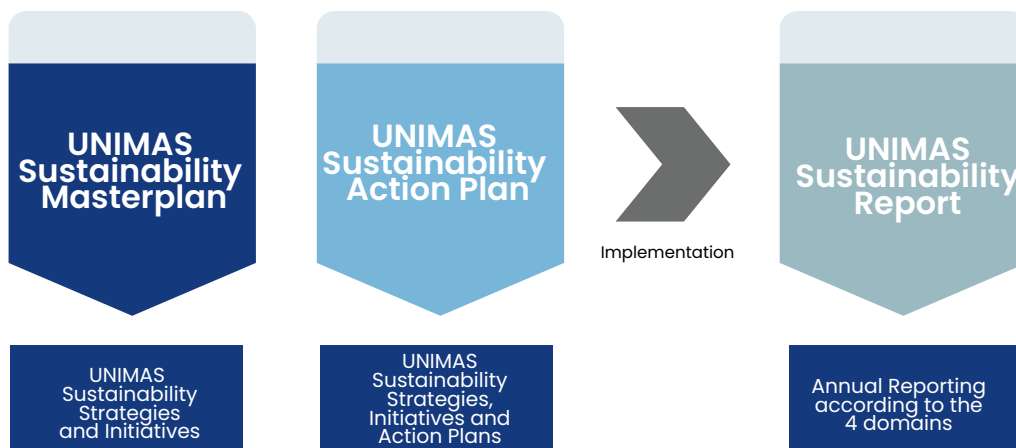 UNIMAS
Sustainability
Masterplan
UNIMAS
Sustainability
Action Plan
Implementation
UNIMAS
Sustainability
Report
UNIMAS
Sustainability
Strategies
and Initiatives
UNIMAS
Sustainability
Strategies,
Initiatives and
Action Plans
Annual Reporting
according to the
4 domains